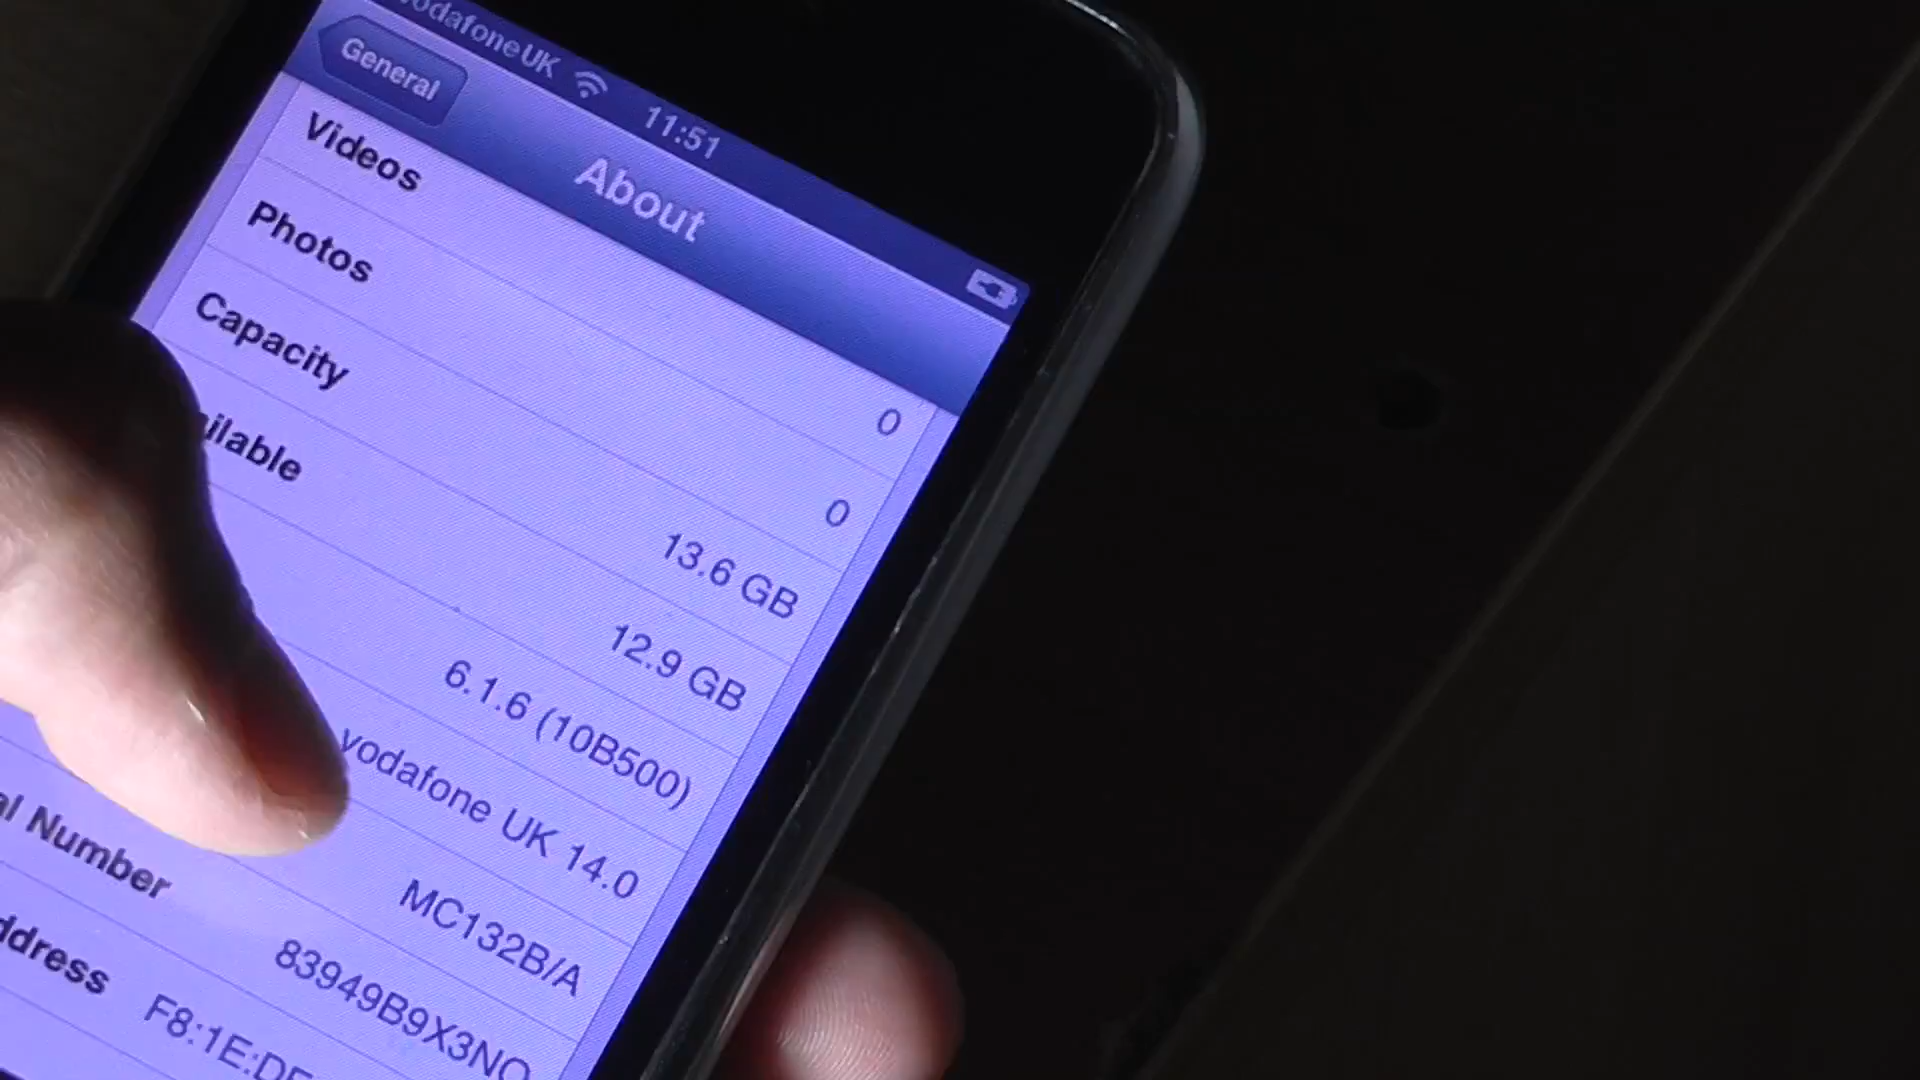 vodafone UK 11:51
General About
Videos 0
Photos 0
Capacity 13.6 GB
ilable 12.9 GB
6.1.6 (10B500)
vodafone UK 14.0
MC132B/A
al Number 83949B9X3NQ
ddress F8:1E:DF